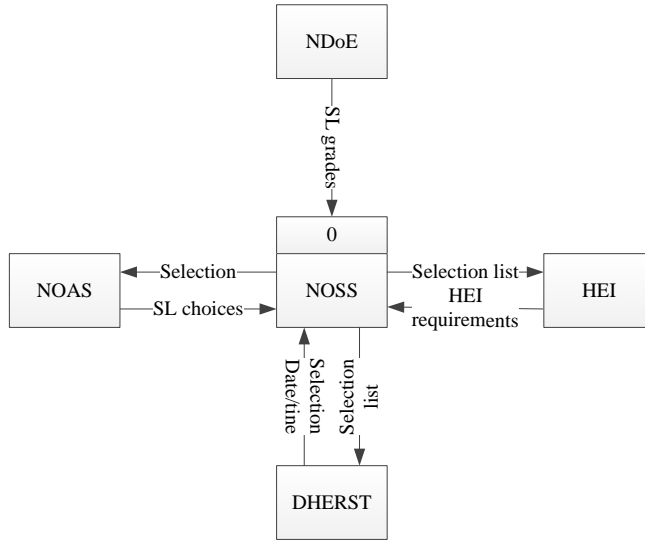 NDoE
SL grades
0
NOSS
NOAS
Selection
SL choices
Selection list
HEI
requirements
HEI
Selection
Date/tine
Selection
list
DHERST